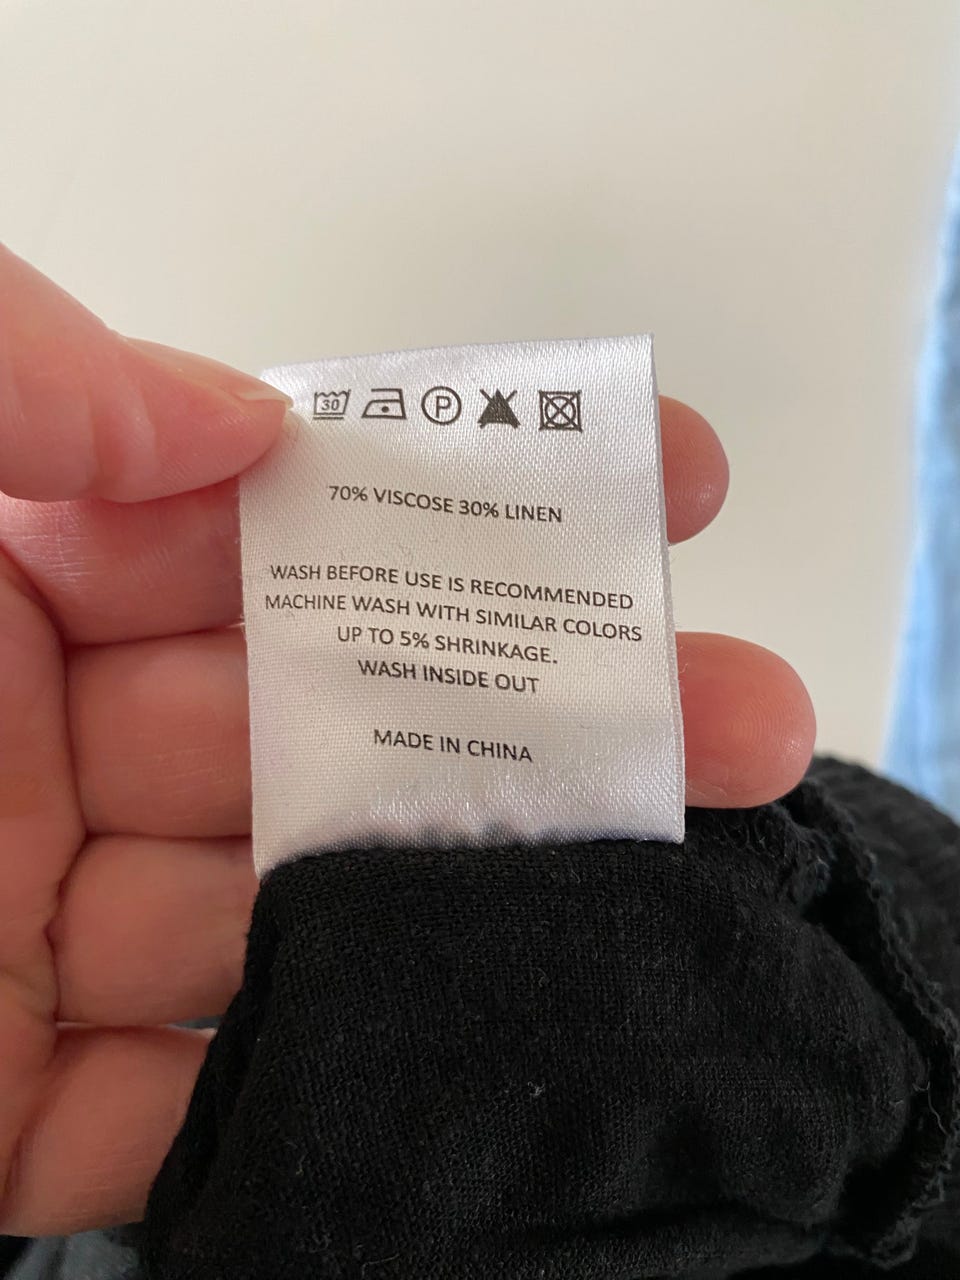 30 P
70% VISCOSE 30% LINEN
WASH BEFORE USE IS RECOMMENDED
MACHINE WASH WITH SIMILAR COLORS
UP TO 5% SHRINKAGE.
WASH INSIDE OUT
MADE IN CHINA